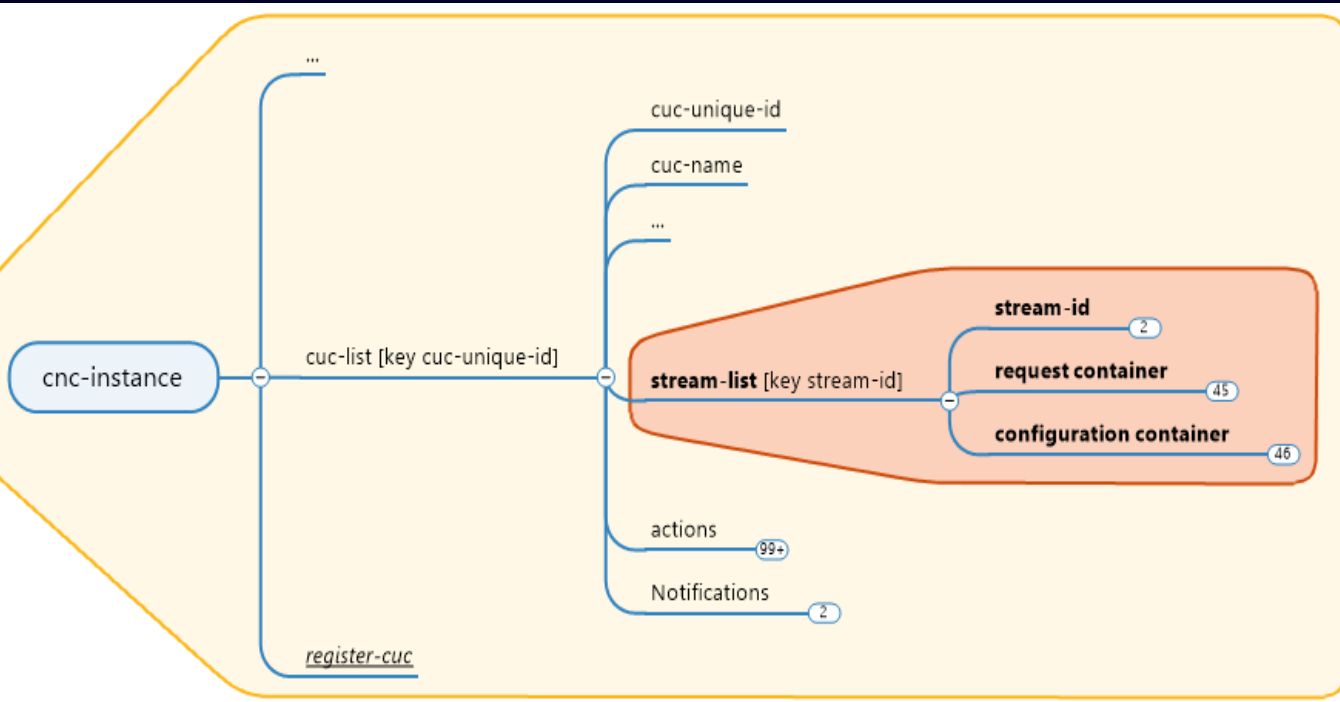 ...
cuc-unique-id
cuc-name
...
stream-id
2
cuc-list [key cuc-unique-id]
request container
45
cnc-instance
stream-list [key stream-id]
configuration container
46
actions
99+
Notifications
2
register-cuc